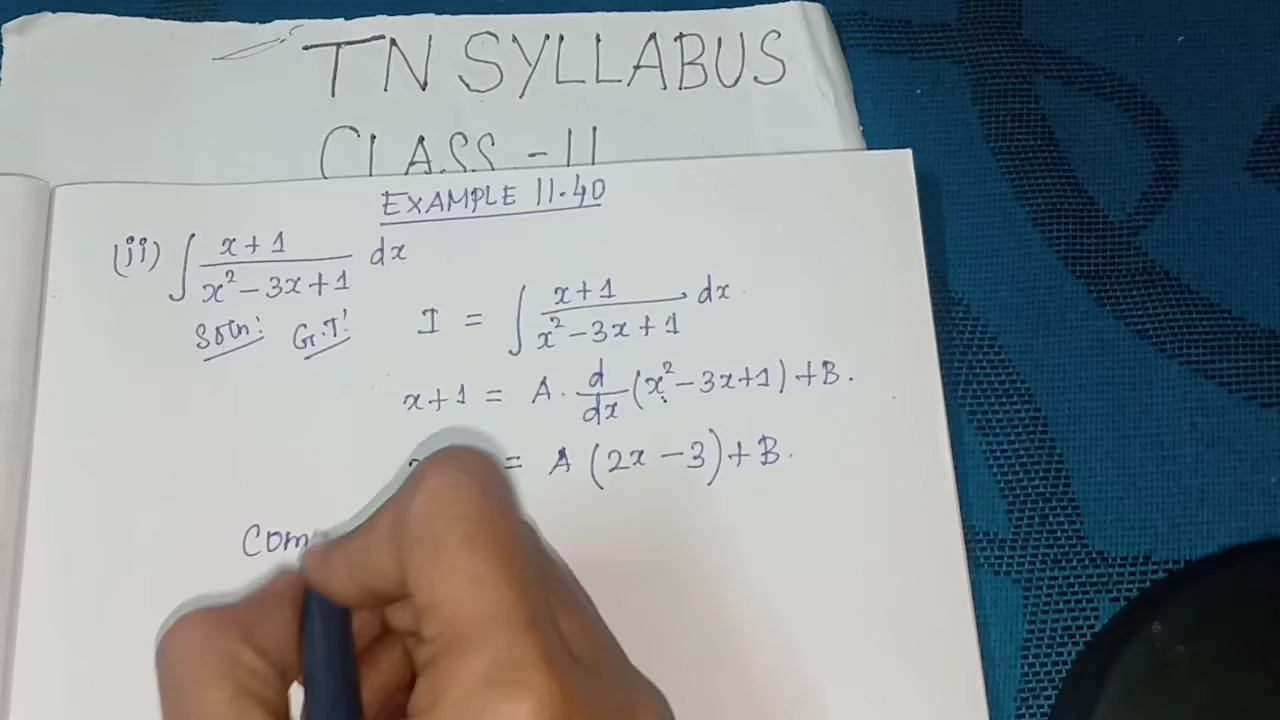 TN SYLLABUS
CLASS - 11
EXAMPLE 11.40
(ii) ∫ x+1 / x² - 3x + 1 dx
Soln: G.T! I = ∫ x+1 / x² - 3x + 1 dx
x+1 = A. d/dx (x² - 3x + 1) + B.
= A (2x - 3) + B.
Com